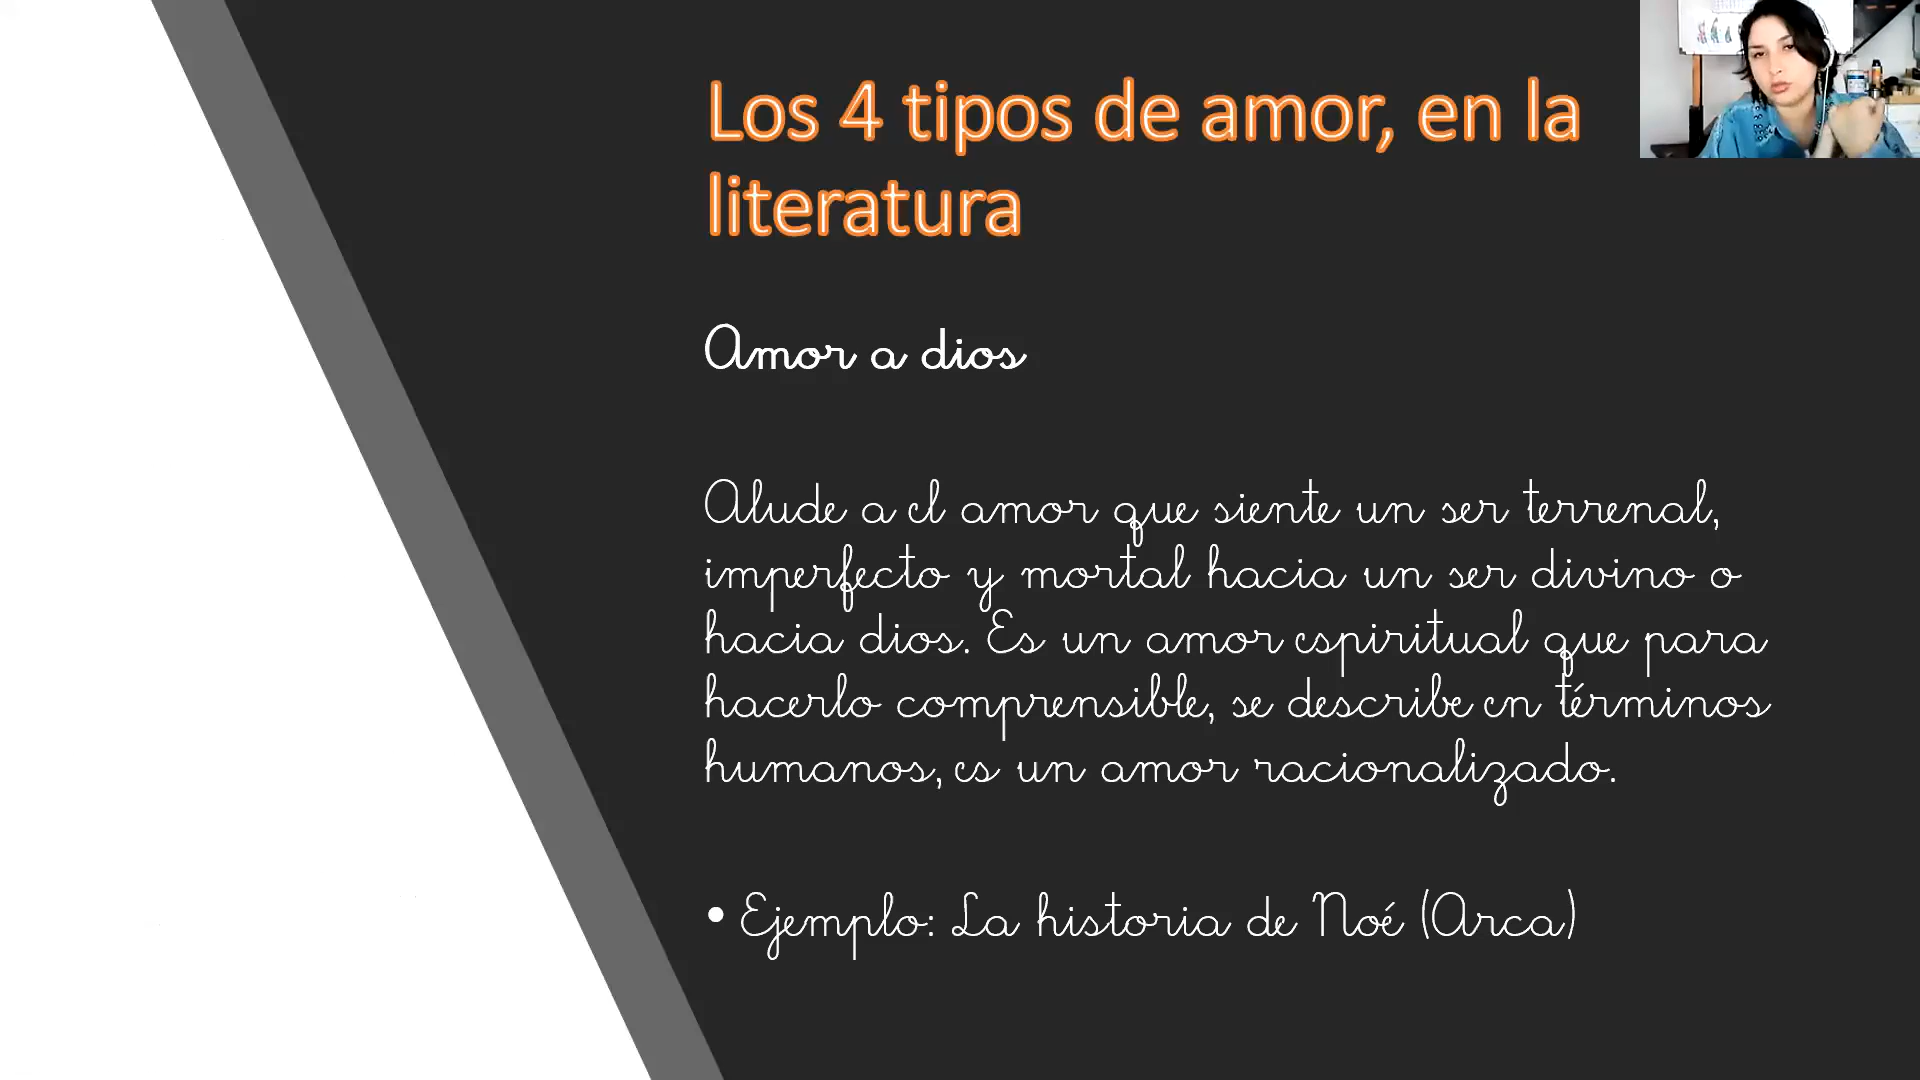 Los 4 tipos de amor, en la
literatura
Amor a dios
Alude a el amor que siente un ser terrenal,
imperfecto y mortal hacia un ser divino o
hacia dios. Es un amor espiritual que para
hacerlo comprensible, se describe en términos
humanos, es un amor racionalizado.
• Ejemplo: La historia de Noé (Arca)